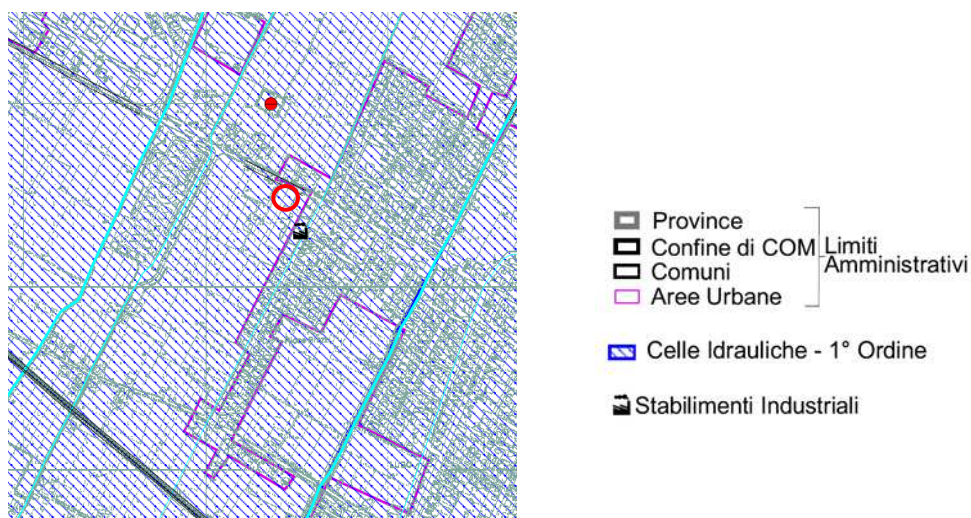 Province
Confine di COM
Comuni
Aree Urbane
Limiti
Amministrativi
Celle Idrauliche - 1° Ordine
Stabilimenti Industriali